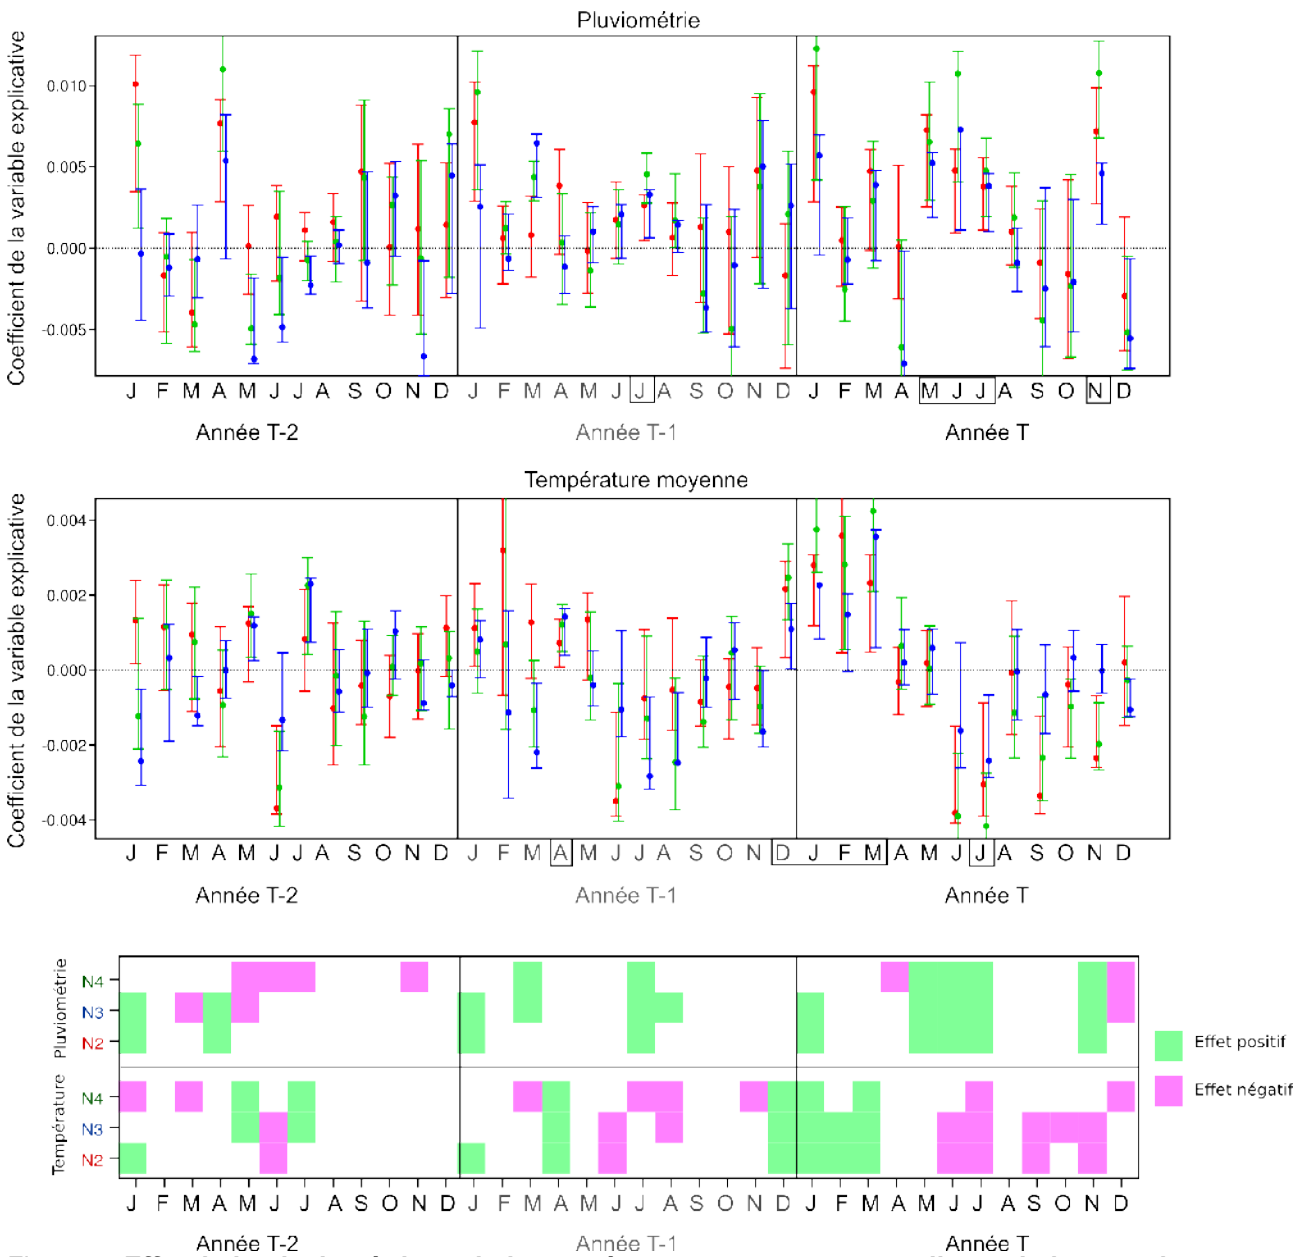 Pluviométrie
Coefficient de la variable explicative
0.010
0.005
0.000
-0.005
J F M A M J J A S O N D J F M A M J J A S O N D J F M A M J J A S O N D
Année T-2 Année T-1 Année T
Température moyenne
Coefficient de la variable explicative
0.004
0.002
0.000
-0.002
-0.004
J F M A M J J A S O N D J F M A M J J A S O N D J F M A M J J A S O N D
Année T-2 Année T-1 Année T
Pluviométrie
N4
N3
N2
Température
N4
N3
N2
Effet positif
Effet négatif
J F M A M J J A S O N D J F M A M J J A S O N D J F M A M J J A S O N D
Année T-2 Année T-1 Année T